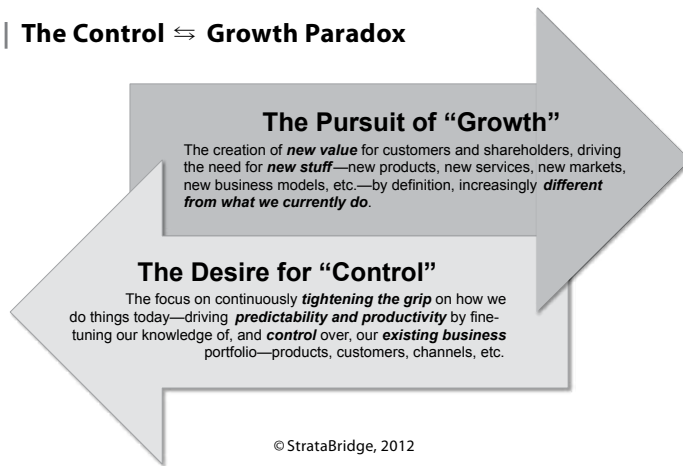 | The Control ⇆ Growth Paradox
The Pursuit of “Growth”
The creation of new value for customers and shareholders, driving
the need for new stuff—new products, new services, new markets,
new business models, etc.—by definition, increasingly different
from what we currently do.
The Desire for “Control”
The focus on continuously tightening the grip on how we
do things today—driving predictability and productivity by fine-
tuning our knowledge of, and control over, our existing business
portfolio—products, customers, channels, etc.
© StrataBridge, 2012